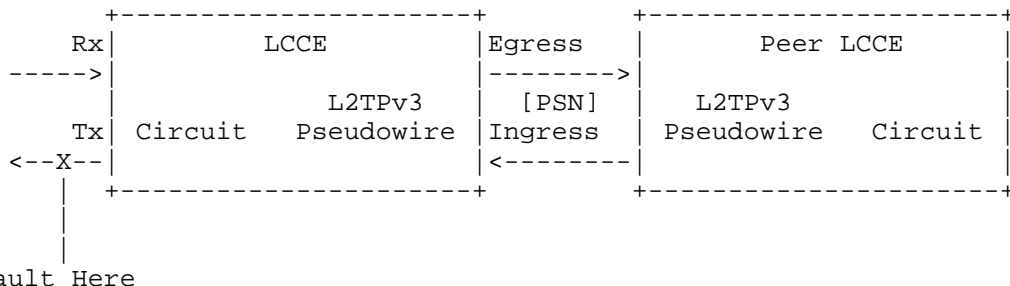 Rx LCCE Egress Peer LCCE
L2TPv3 [PSN] L2TPv3
Tx Circuit Pseudowire Ingress Pseudowire Circuit
X
ault Here